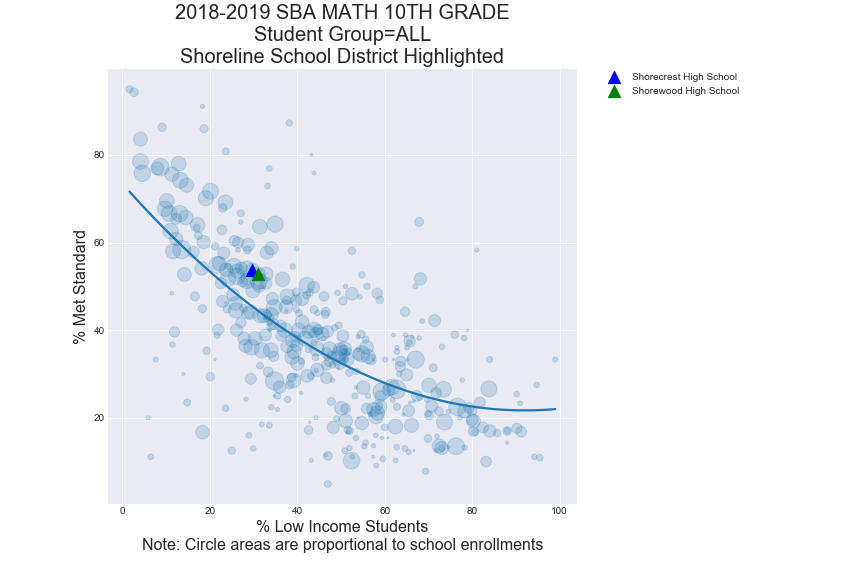 2018-2019 SBA MATH 10TH GRADE
Student Group=ALL
Shoreline School District Highlighted
Shorecrest High School
Shorewood High School
% Met Standard
80
60
40
20
0 20 40 60 80 100
% Low Income Students
Note: Circle areas are proportional to school enrollments